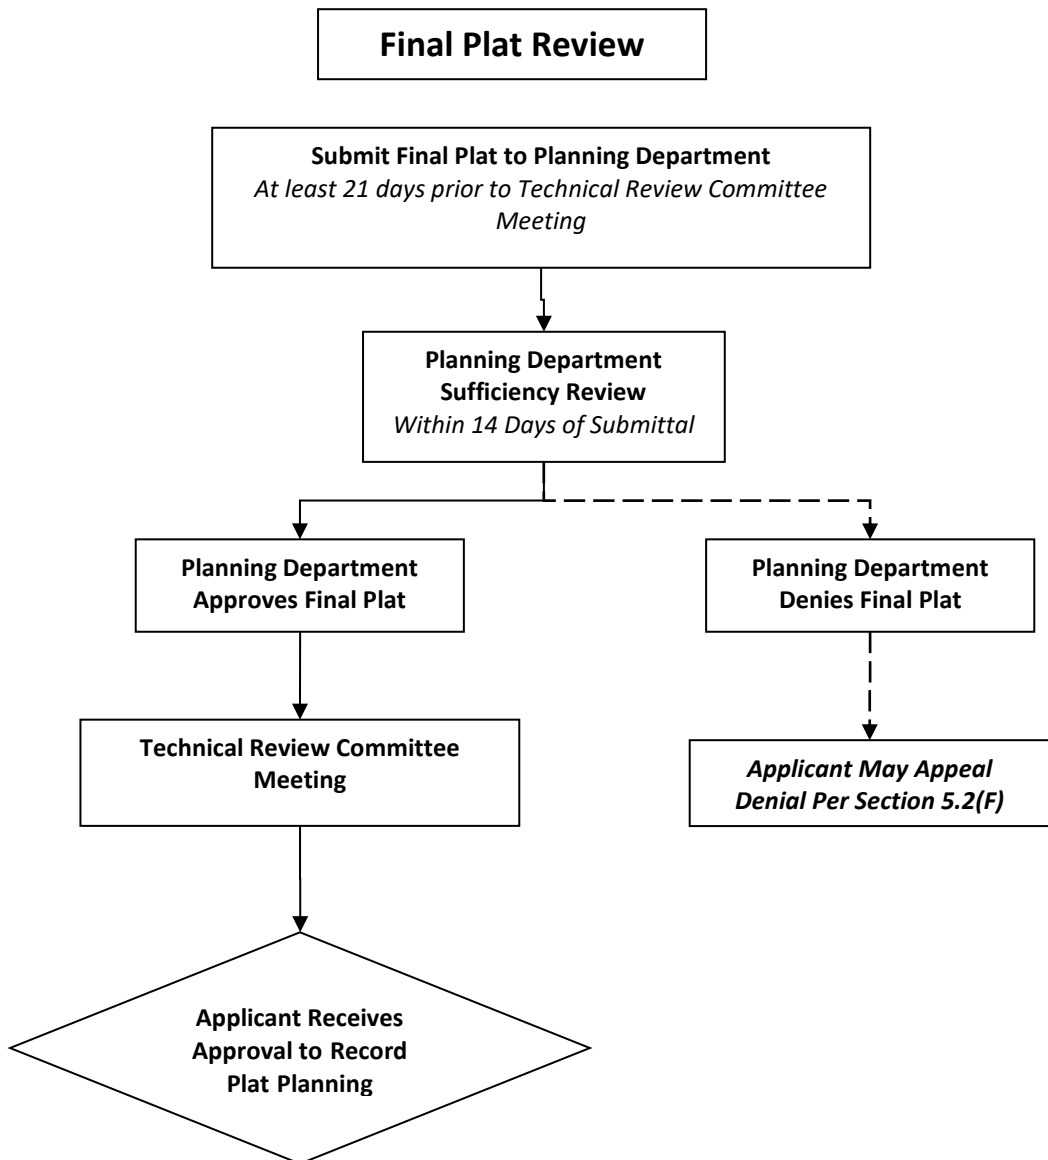 Final Plat Review
Submit Final Plat to Planning Department
At least 21 days prior to Technical Review Committee
Meeting
Planning Department
Sufficiency Review
Within 14 Days of Submittal
Planning Department
Approves Final Plat
Planning Department
Denies Final Plat
Technical Review Committee
Meeting
Applicant May Appeal
Denial Per Section 5.2(F)
Applicant Receives
Approval to Record
Plat Planning